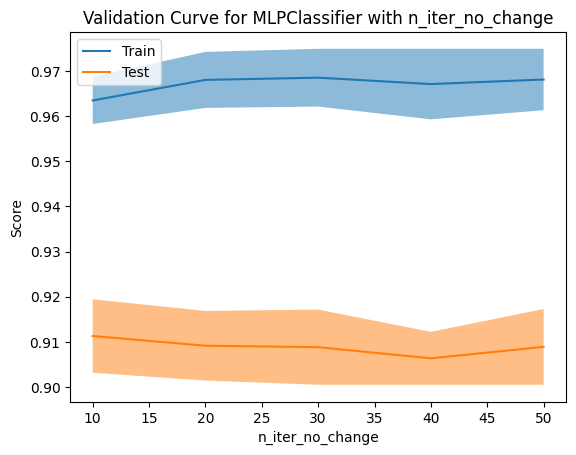 Validation Curve for MLPClassifier with n_iter_no_change
Train
Test
Score
0.97
0.96
0.95
0.94
0.93
0.92
0.91
0.90
10 15 20 25 30 35 40 45 50
n_iter_no_change